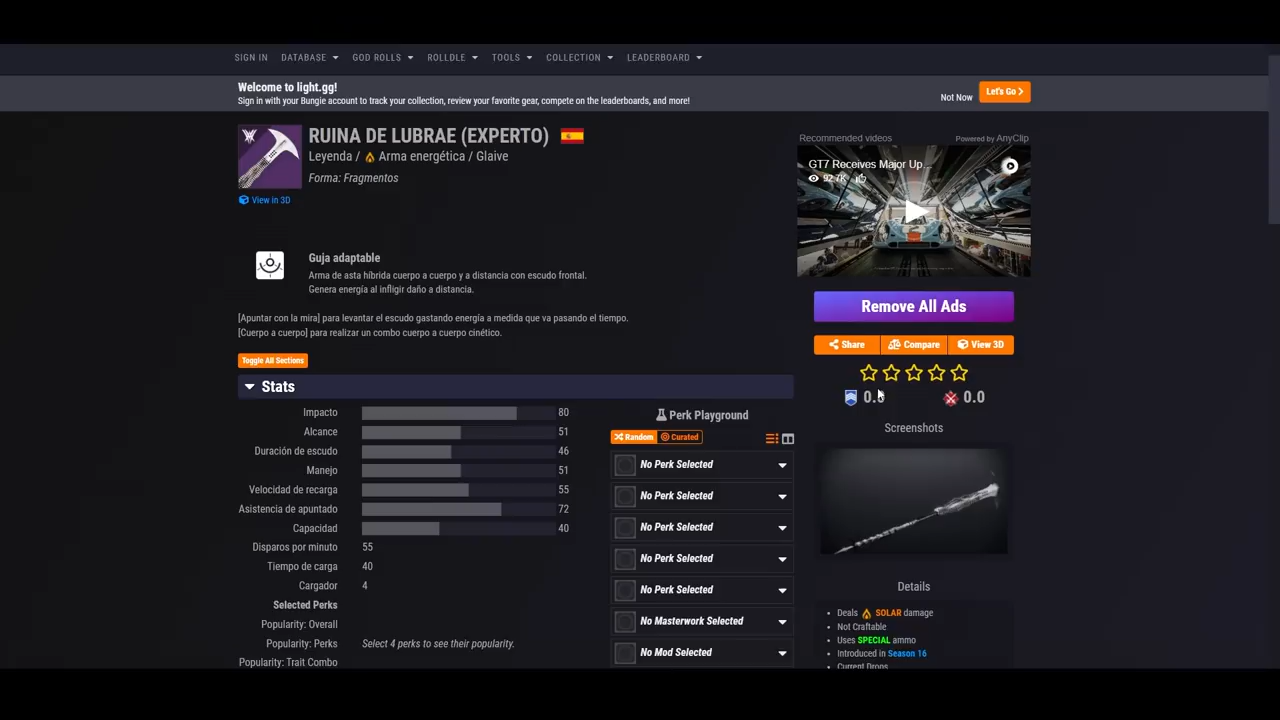 SIGN IN DATABASE GOD ROLLS ROLLDLE TOOLS COLLECTION LEADERBOARD
Welcome to light.gg!
Sign in with your Bungie account to track your collection, review your favorite gear, compete on the leaderboards, and more!
Not Now
Let's Go
RUINA DE LUBRAE (EXPERTO)
Leyenda / Arma energética / Glaive
Forma: Fragmentos
View in 3D
Guja adaptable
Arma de asta híbrida cuerpo a cuerpo y a distancia con escudo frontal.
Genera energía al infligir daño a distancia.
[Apuntar con la mira] para levantar el escudo gastando energía a medida que va pasando el tiempo.
[Cuerpo a cuerpo] para realizar un combo cuerpo a cuerpo cinético.
Toggle All Sections
Stats
Impacto 80
Alcance 51
Duración de escudo 46
Manejo 51
Velocidad de recarga 55
Asistencia de apuntado 72
Capacidad 40
Disparos por minuto 55
Tiempo de carga 40
Cargador 4
Selected Perks
Popularity: Overall
Popularity: Perks Select 4 perks to see their popularity.
Popularity: Trait Combo
Perk Playground
Random Curated
No Perk Selected
No Perk Selected
No Perk Selected
No Perk Selected
No Perk Selected
No Masterwork Selected
No Mod Selected
Recommended videos Powered by AnyClip
GT7 Receives Major Up...
92.7K
Remove All Ads
Share Compare View 3D
0.0 0.0
Screenshots
Details
Deals SOLAR damage
Not Craftable
Uses SPECIAL ammo
Introduced in Season 16
Current Drops